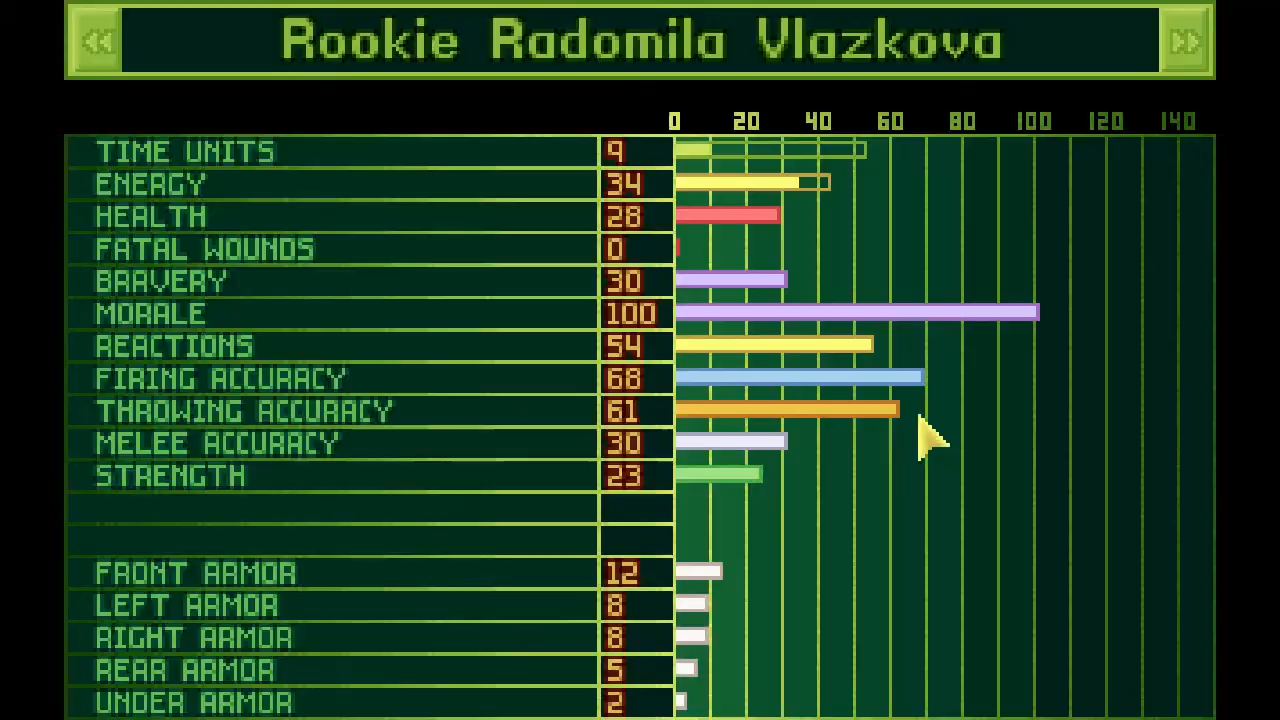 Rookie Radomila Vlazkova
0 20 40 60 80 100 120 140
TIME UNITS 9
ENERGY 34
HEALTH 28
FATAL WOUNDS 0
BRAVERY 30
MORALE 100
REACTIONS 54
FIRING ACCURACY 68
THROWING ACCURACY 61
MELEE ACCURACY 30
STRENGTH 23
FRONT ARMOR 12
LEFT ARMOR 8
RIGHT ARMOR 8
REAR ARMOR 5
UNDER ARMOR 2